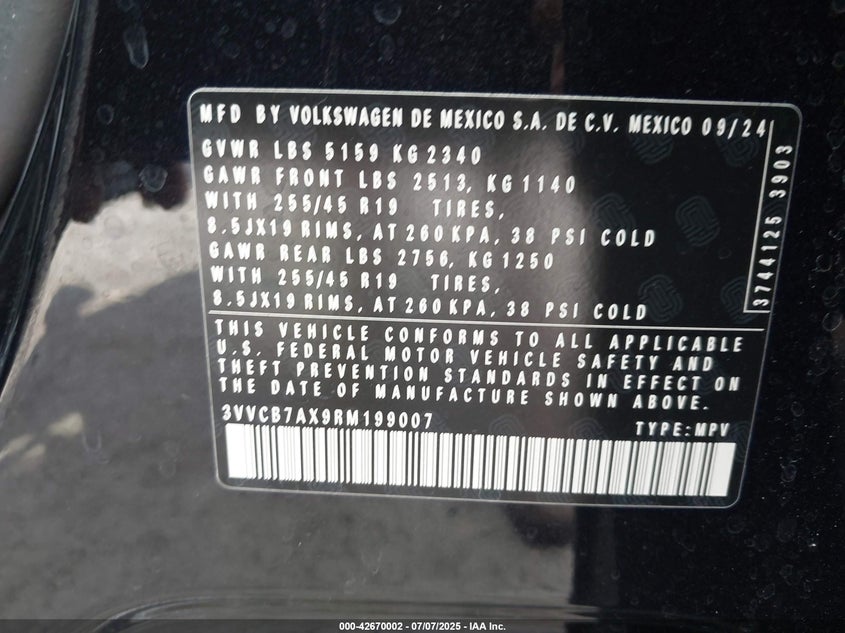 MFD BY VOLKSWAGEN DE MEXICO S.A. DE C.V. MEXICO 09/24
GVWR LBS 5159 KG 2340
GAWR FRONT LBS 2513, KG 1140
WITH 255/45 R19 TIRES,
8.5JX19 RIMS, AT 260 KPA, 38 PSI COLD
GAWR REAR LBS 2756, KG 1250
WITH 255/45 R19 TIRES,
8.5JX19 RIMS, AT 260 KPA, 38 PSI COLD
3744125 3903
THIS VEHICLE CONFORMS TO ALL APPLICABLE
U.S. FEDERAL MOTOR VEHICLE SAFETY AND
THEFT PREVENTION STANDARDS IN EFFECT ON
THE DATE OF MANUFACTURE SHOWN ABOVE.
3VVCB7AX9RM199007
TYPE:MPV
000-42670002 - 07/07/2025 - IAA Inc.